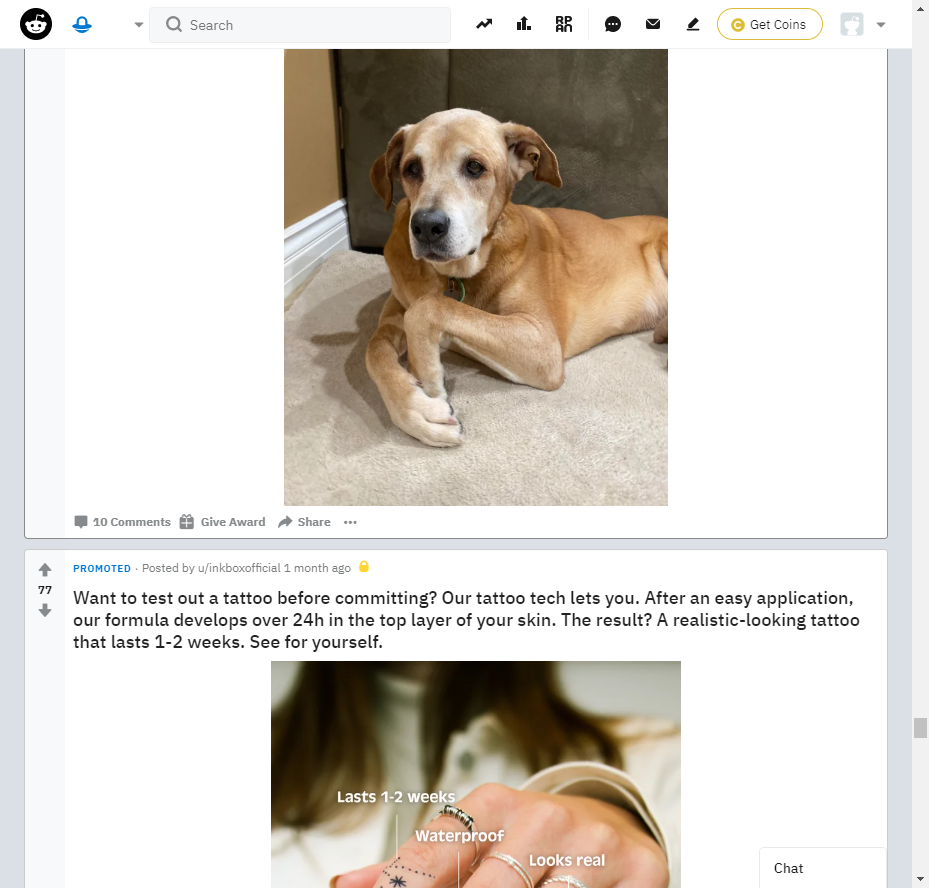 Search
Get Coins
10 Comments Give Award Share
PROMOTED · Posted by u/inkboxofficial 1 month ago
77
Want to test out a tattoo before committing? Our tattoo tech lets you. After an easy application,
our formula develops over 24h in the top layer of your skin. The result? A realistic-looking tattoo
that lasts 1-2 weeks. See for yourself.
Lasts 1-2 weeks
Waterproof
Looks real
Chat